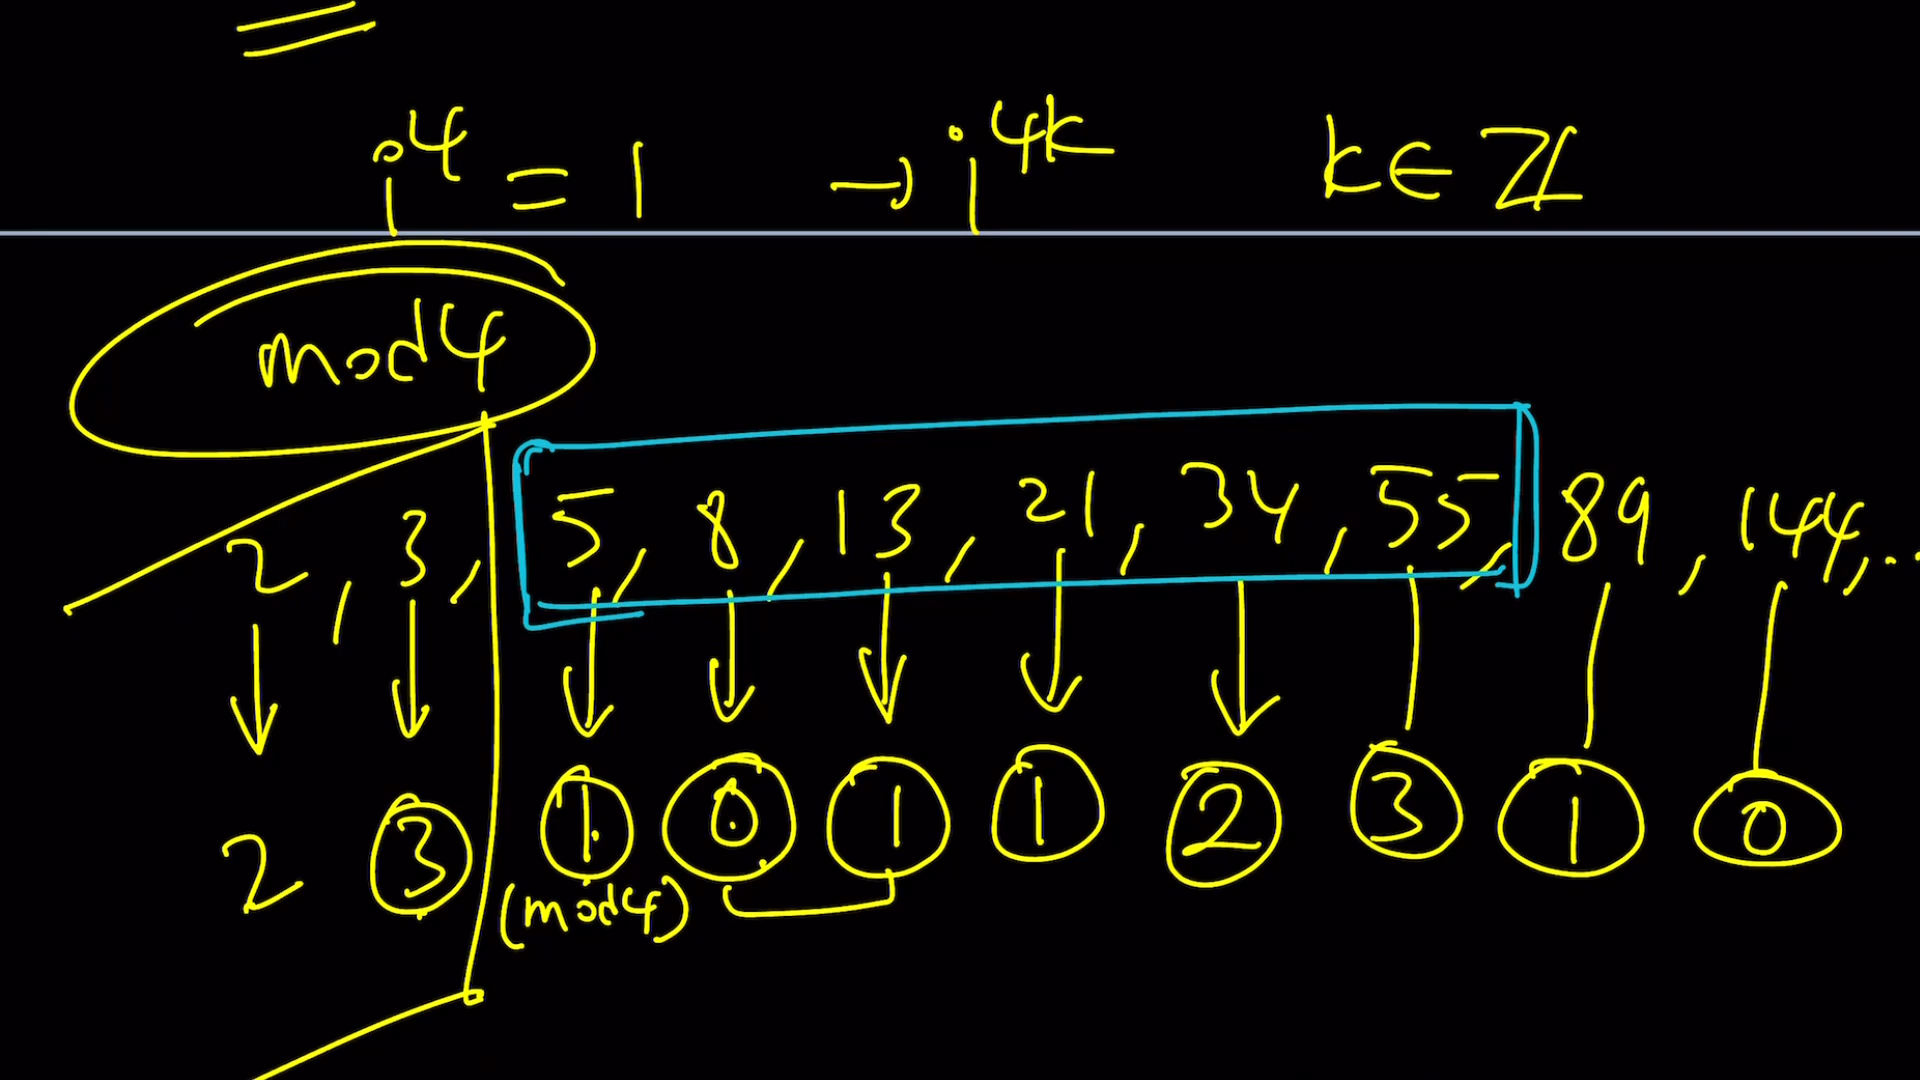 i⁴ = 1 → i⁴ᵏ k ∈ ℤ
mod 4
2, 3, 5, 8, 13, 21, 34, 55, 89, 144, ..
2 3 1 0 1 1 2 3 1 0
(mod 4)